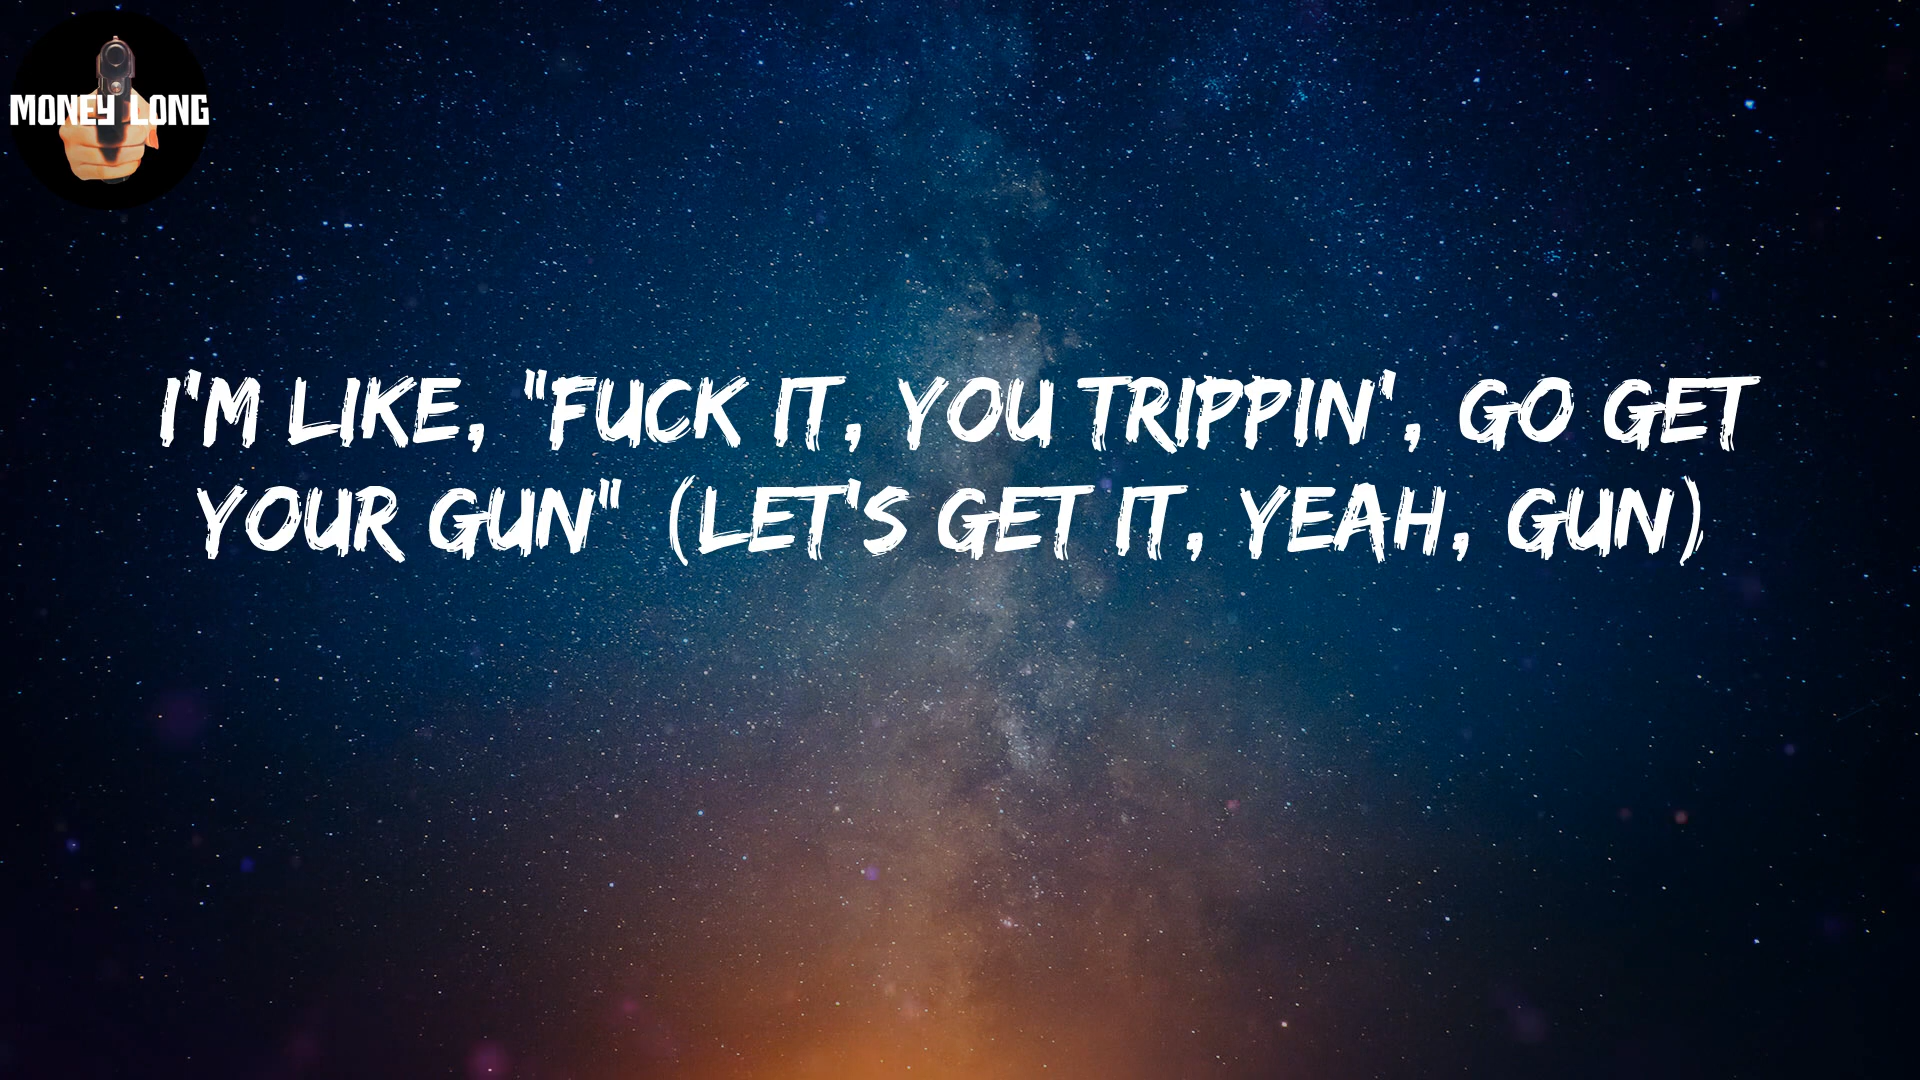 MONEY LONG
I'M LIKE, "FUCK IT, YOU TRIPPIN', GO GET
YOUR GUN" (LET'S GET IT, YEAH, GUN)